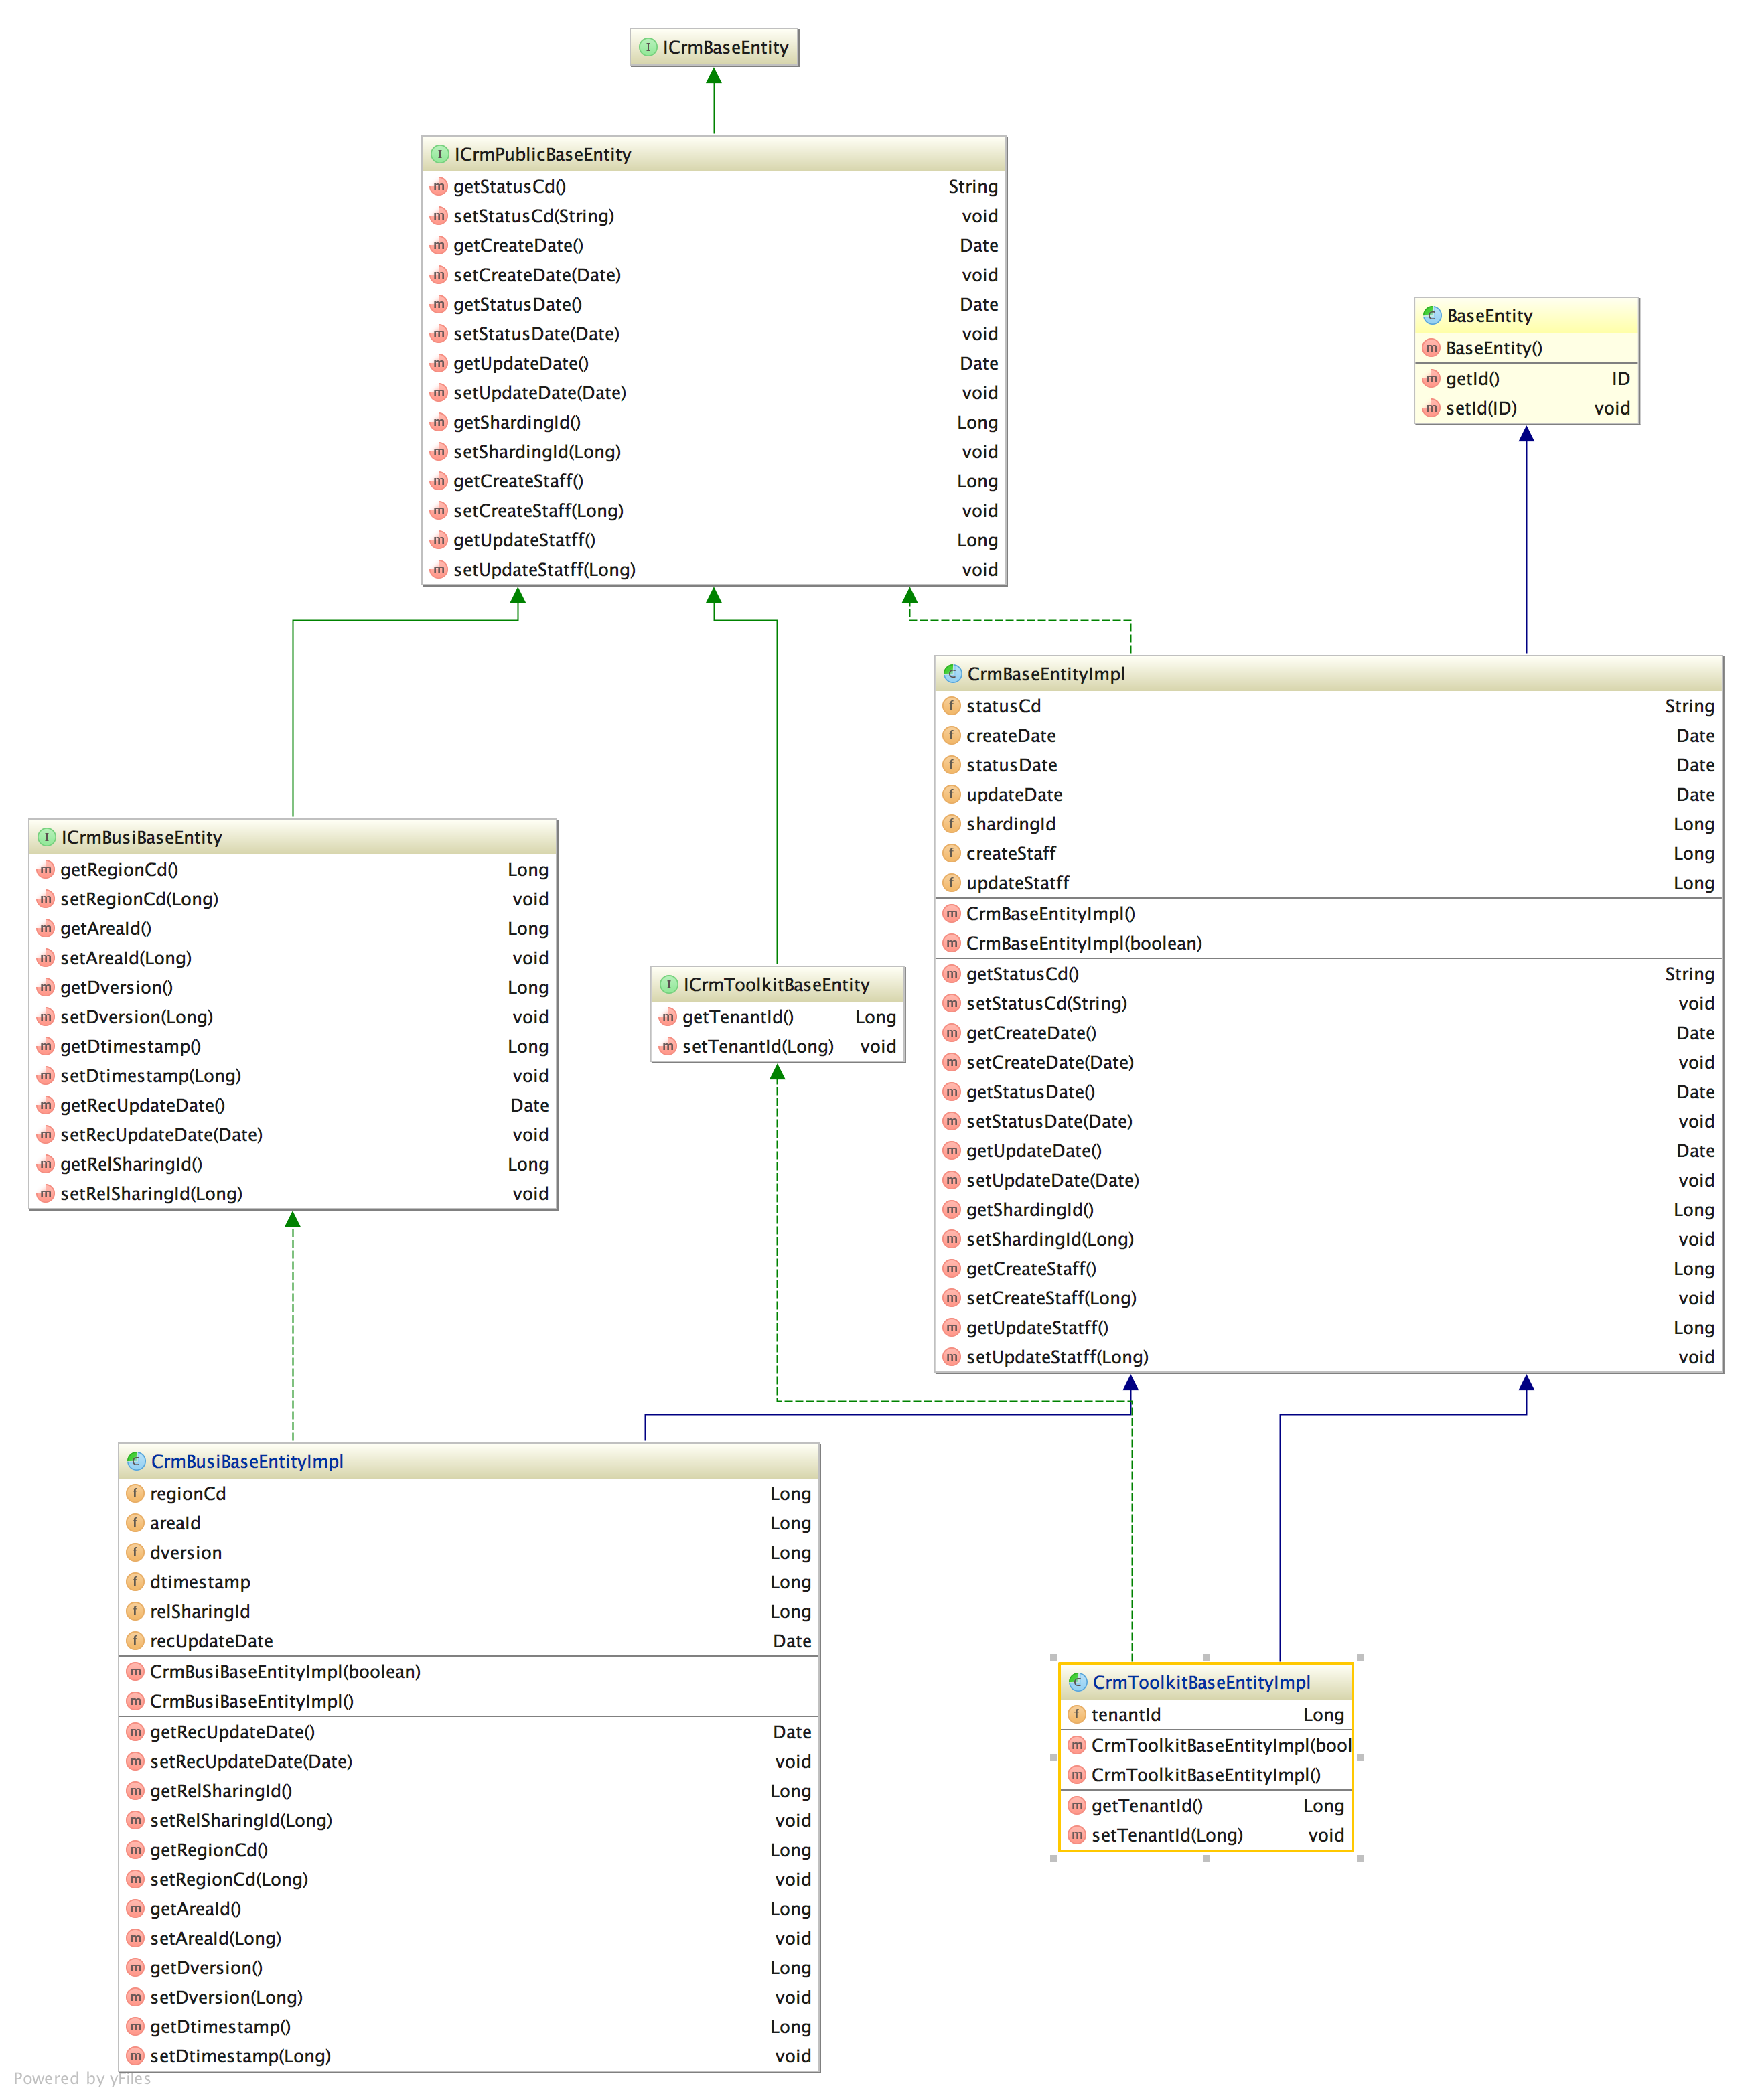 ICrmBaseEntity
ICrmPublicBaseEntity
getStatusCd() String
setStatusCd(String) void
getCreateDate() Date
setCreateDate(Date) void
getStatusDate() Date
setStatusDate(Date) void
getUpdateDate() Date
setUpdateDate(Date) void
getShardingId() Long
setShardingId(Long) void
getCreateStaff() Long
setCreateStaff(Long) void
getUpdateStatff() Long
setUpdateStatff(Long) void
BaseEntity
BaseEntity()
getId() ID
setId(ID) void
CrmBaseEntityImpl
statusCd String
createDate Date
statusDate Date
updateDate Date
shardingId Long
createStaff Long
updateStatff Long
CrmBaseEntityImpl()
CrmBaseEntityImpl(boolean)
getStatusCd() String
setStatusCd(String) void
getCreateDate() Date
setCreateDate(Date) void
getStatusDate() Date
setStatusDate(Date) void
getUpdateDate() Date
setUpdateDate(Date) void
getShardingId() Long
setShardingId(Long) void
getCreateStaff() Long
setCreateStaff(Long) void
getUpdateStatff() Long
setUpdateStatff(Long) void
ICrmBusiBaseEntity
getRegionCd() Long
setRegionCd(Long) void
getAreaId() Long
setAreaId(Long) void
getDversion() Long
setDversion(Long) void
getDtimestamp() Long
setDtimestamp(Long) void
getRecUpdateDate() Date
setRecUpdateDate(Date) void
getRelSharingId() Long
setRelSharingId(Long) void
ICrmToolkitBaseEntity
getTenantId() Long
setTenantId(Long) void
CrmBusiBaseEntityImpl
regionCd Long
areaId Long
dversion Long
dtimestamp Long
relSharingId Long
recUpdateDate Date
CrmBusiBaseEntityImpl(boolean)
CrmBusiBaseEntityImpl()
getRecUpdateDate() Date
setRecUpdateDate(Date) void
getRelSharingId() Long
setRelSharingId(Long) void
getRegionCd() Long
setRegionCd(Long) void
getAreaId() Long
setAreaId(Long) void
getDversion() Long
setDversion(Long) void
getDtimestamp() Long
setDtimestamp(Long) void
CrmToolkitBaseEntityImpl
tenantId Long
CrmToolkitBaseEntityImpl(bool
CrmToolkitBaseEntityImpl()
getTenantId() Long
setTenantId(Long) void
Powered by yFiles